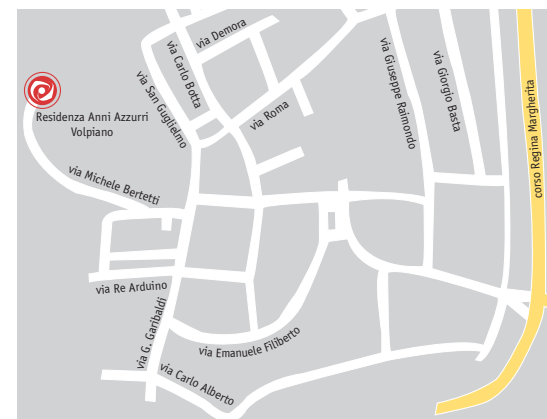 via Demora
via Carlo Botta
via San Guglielmo
via Giuseppe Raimondo
via Giorgio Basta
Residenza Anni Azzurri
Volpiano
via Roma
corso Regina Margherita
via Michele Bertetti
via Re Arduino
via G. Garibaldi
via Emanuele Filiberto
via Carlo Alberto